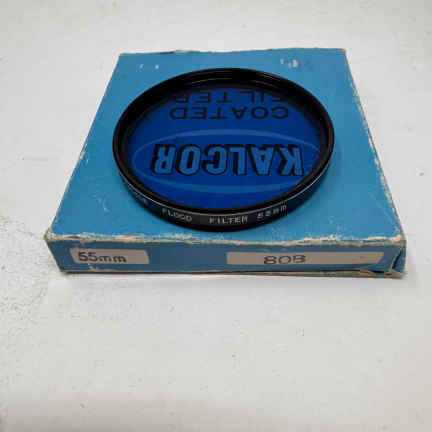 KALCOR
COATED
FILTER
FLOOD FILTER 55mm
55mm
80B